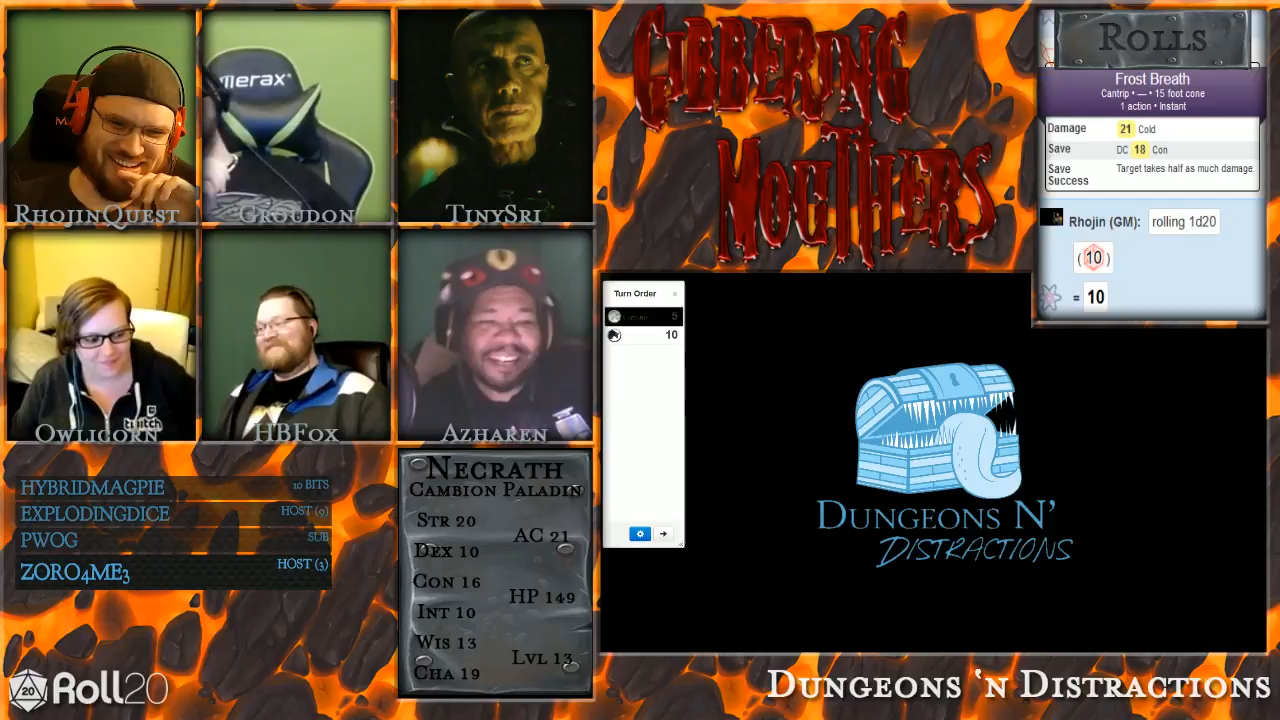 merax
RhojinQuest
Groudon
TinySri
twitch
Owlicorn
HBFox
Azharen
HYBRIDMAGPIE
10 BITS
EXPLODINGDICE
HOST (9)
PWOG
SUB
ZORO4ME3
HOST (3)
Roll20
20
Necrath
Cambion Paladin
Str 20
AC 21
Dex 10
Con 16
HP 149
Int 10
Wis 13
Lvl 13
Cha 19
Gibbering
Mouthers
Turn Order
5
10
Dungeons N'
Distractions
Rolls
Frost Breath
Cantrip • — • 15 foot cone
1 action • Instant
Damage 21 Cold
Save DC 18 Con
Save Success Target takes half as much damage.
Rhojin (GM): rolling 1d20
(10)
= 10
Dungeons 'n Distractions